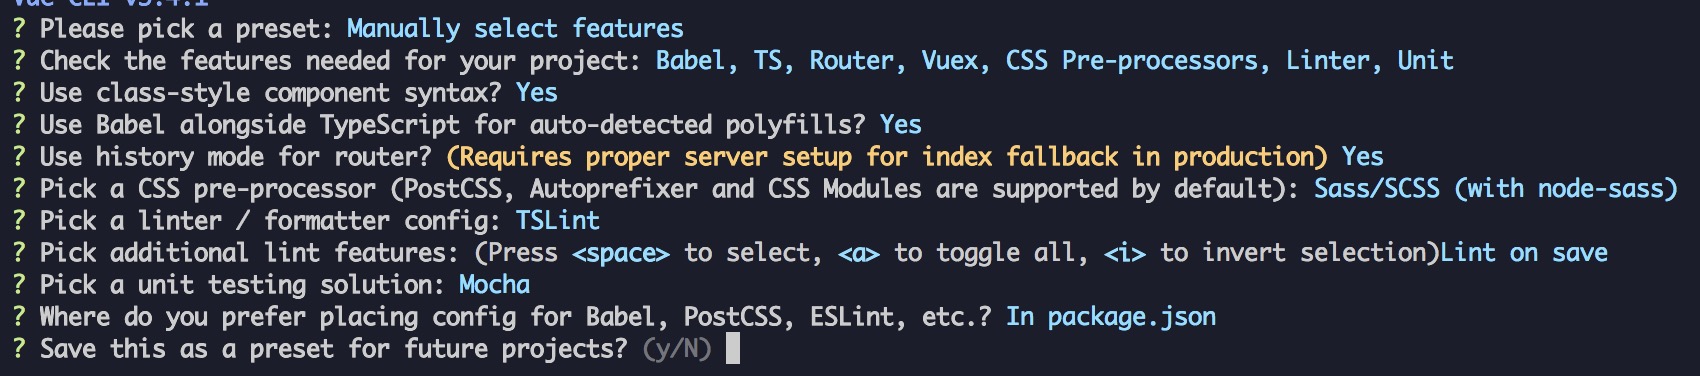 Vue CLI v3.4.1
? Please pick a preset: Manually select features
? Check the features needed for your project: Babel, TS, Router, Vuex, CSS Pre-processors, Linter, Unit
? Use class-style component syntax? Yes
? Use Babel alongside TypeScript for auto-detected polyfills? Yes
? Use history mode for router? (Requires proper server setup for index fallback in production) Yes
? Pick a CSS pre-processor (PostCSS, Autoprefixer and CSS Modules are supported by default): Sass/SCSS (with node-sass)
? Pick a linter / formatter config: TSLint
? Pick additional lint features: (Press <space> to select, <a> to toggle all, <i> to invert selection)Lint on save
? Pick a unit testing solution: Mocha
? Where do you prefer placing config for Babel, PostCSS, ESLint, etc.? In package.json
? Save this as a preset for future projects? (y/N)